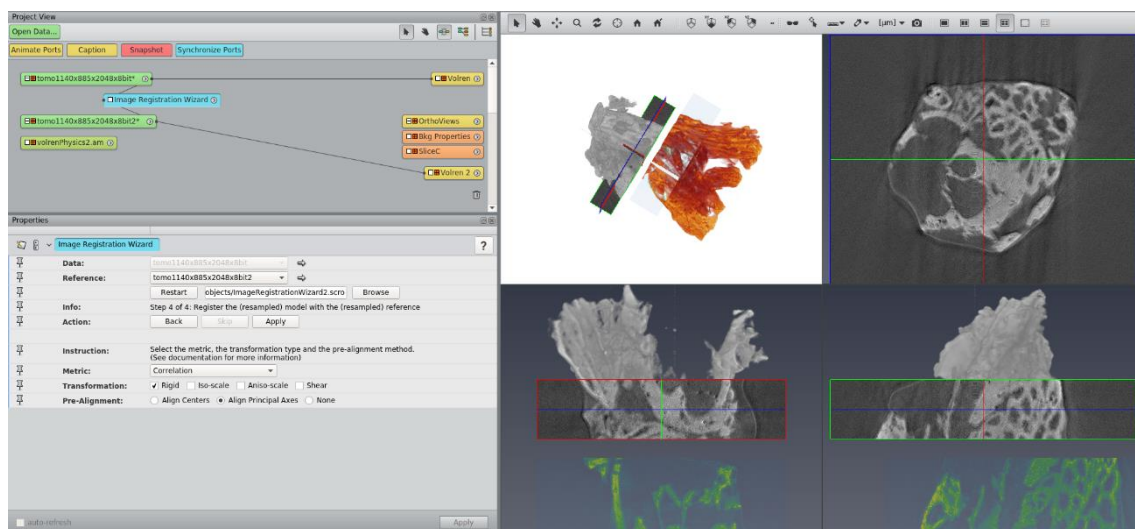 Project View
Open Data...
Animate Ports Caption Snapshot Synchronize Ports
tomo1140x885x2048x8bit* Volren
Image Registration Wizard
tomo1140x885x2048x8bit2* OrthoViews
Bkg Properties
volrenPhysics2.am SliceC
Volren 2
[µm]
Properties
Image Registration Wizard ?
Data: tomo1140x885x2048x8bit
Reference: tomo1140x885x2048x8bit2
Restart objects/ImageRegistrationWizard2.scro Browse
Info: Step 4 of 4: Register the (resampled) model with the (resampled) reference
Action: Back Skip Apply
Instruction: Select the metric, the transformation type and the pre-alignment method.
(See documentation for more information)
Metric: Correlation
Transformation: Rigid Iso-scale Aniso-scale Shear
Pre-Alignment: Align Centers Align Principal Axes None
auto-refresh Apply